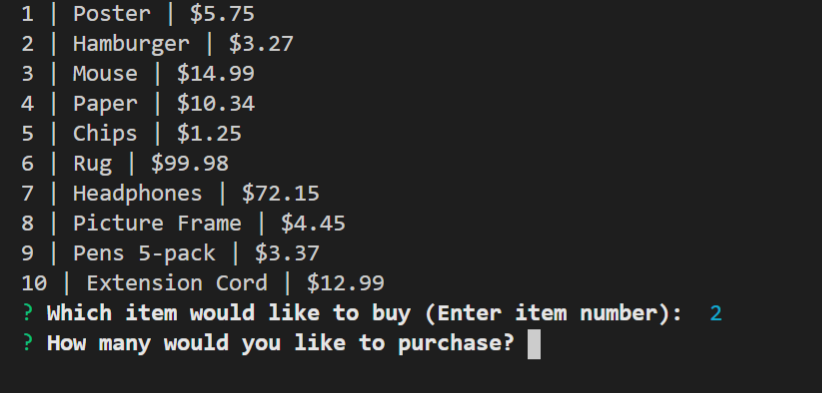 1 | Poster | $5.75
2 | Hamburger | $3.27
3 | Mouse | $14.99
4 | Paper | $10.34
5 | Chips | $1.25
6 | Rug | $99.98
7 | Headphones | $72.15
8 | Picture Frame | $4.45
9 | Pens 5-pack | $3.37
10 | Extension Cord | $12.99
? Which item would like to buy (Enter item number):  2
? How many would you like to purchase?